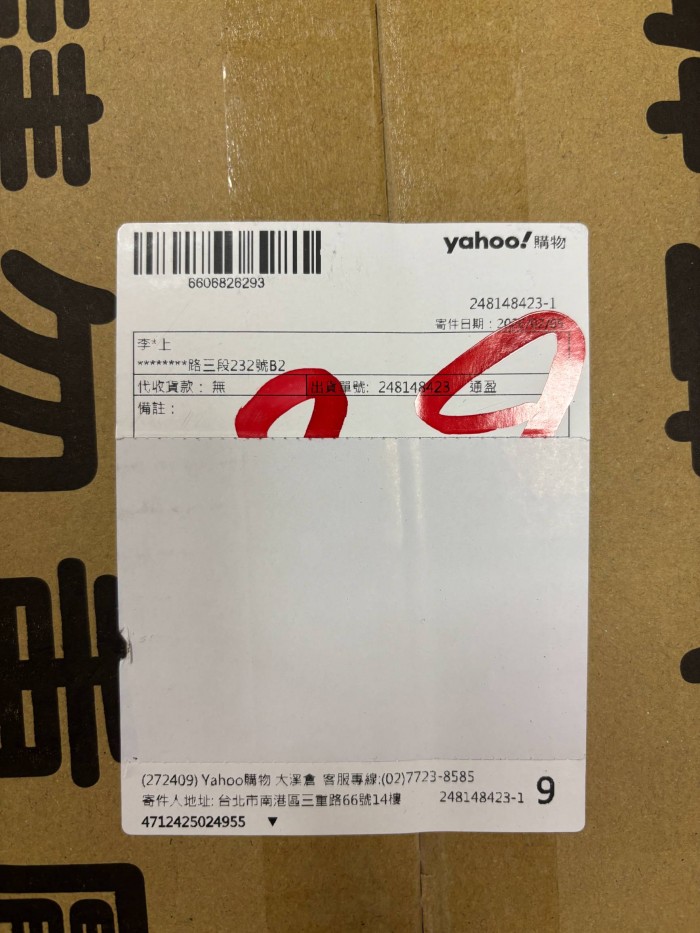 yahoo!購物
6606826293
248148423-1
寄件日期：
李*上
********路三段232號B2
代收貨款：無 出貨單號: 248148423 通盈
備註：
(272409) Yahoo購物 大溪倉 客服專線:(02)7723-8585
寄件人地址: 台北市南港區三重路66號14樓 248148423-1 9
4712425024955 ▼